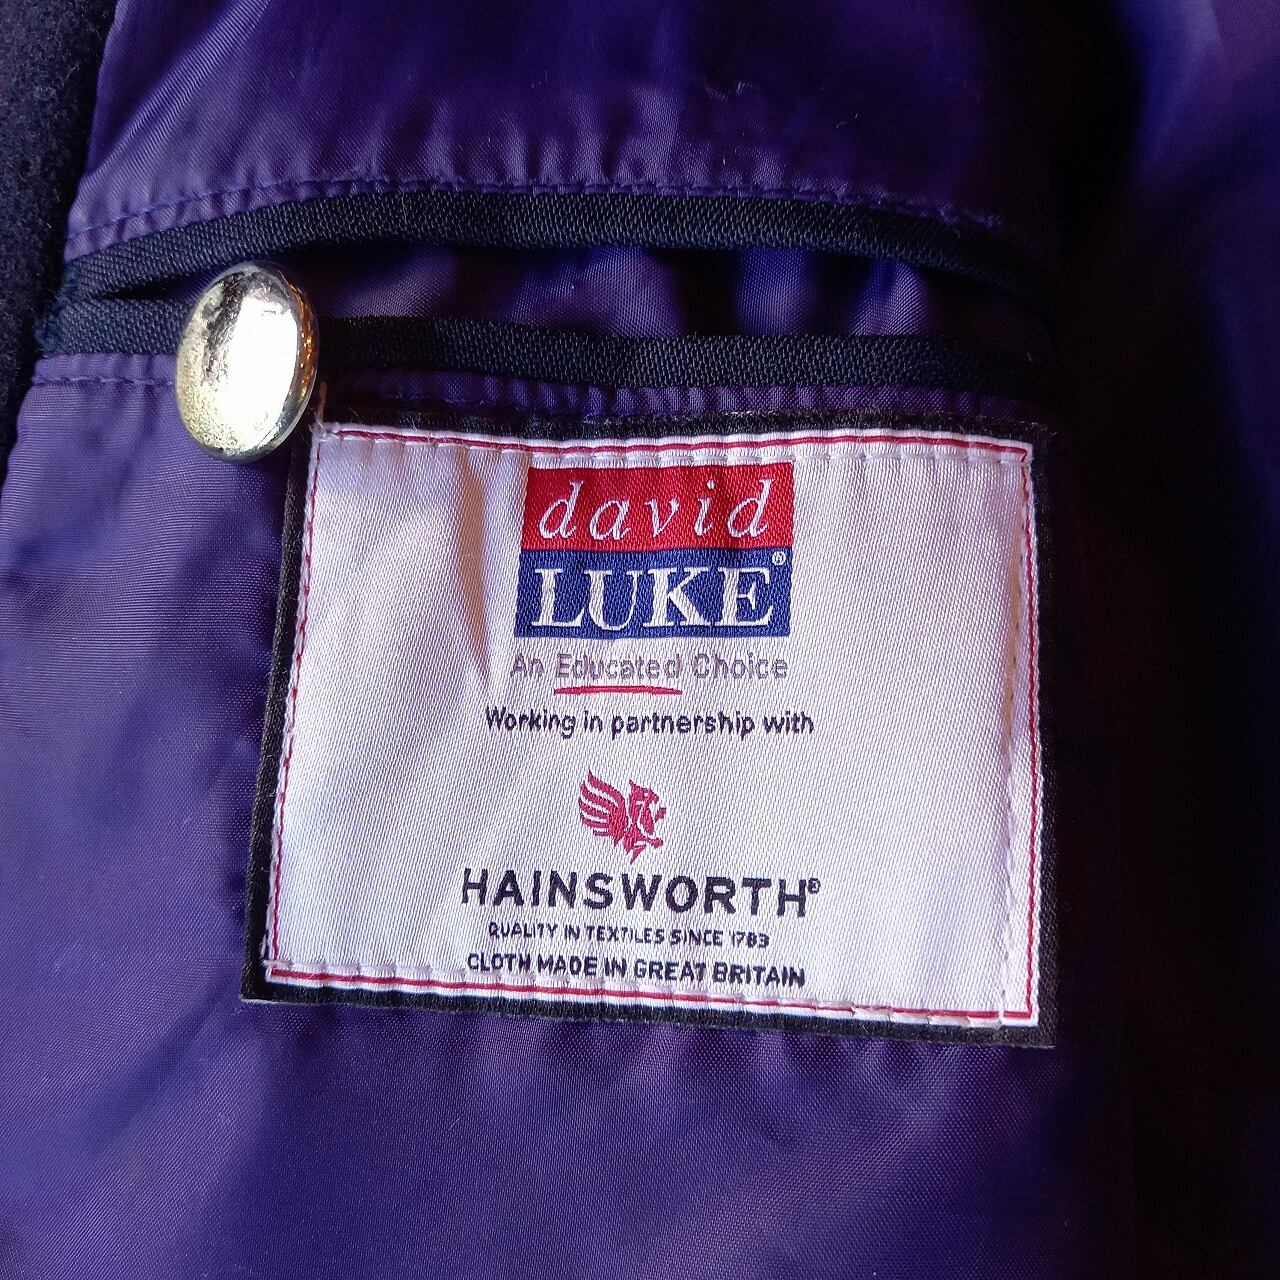 david
LUKE®
An Educated Choice
Working in partnership with
HAINSWORTH®
QUALITY IN TEXTILES SINCE 1783
CLOTH MADE IN GREAT BRITAIN